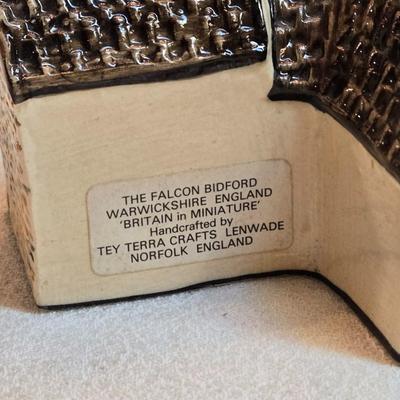 THE FALCON BIDFORD
WARWICKSHIRE ENGLAND
'BRITAIN in MINIATURE'
Handcrafted by
TEY TERRA CRAFTS LENWADE
NORFOLK ENGLAND